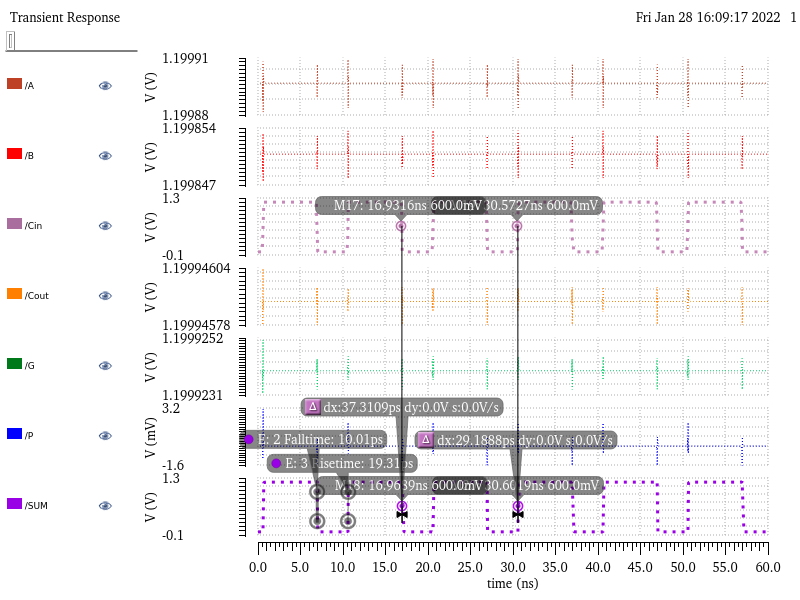 Transient Response
Fri Jan 28 16:09:17 2022 1
1.19991
/A
V (V)
1.19988
1.199854
/B
V (V)
1.199847
1.3
M17: 16.9316ns 600.0mV
30.5727ns 600.0mV
/Cin
V (V)
-0.1
1.19994604
/Cout
V (V)
1.19994578
1.1999252
/G
V (V)
1.1999231
3.2
Δ dx:37.3109ps dy:0.0V s:0.0V/s
/P
V (mV)
E: 2 Falltime: 10.01ps
Δ dx:29.1888ps dy:0.0V s:0.0V/s
-1.6
E: 3 Risetime: 19.31ps
1.3
M18: 16.9689ns 600.0mV
30.6019ns 600.0mV
/SUM
V (V)
-0.1
0.0 5.0 10.0 15.0 20.0 25.0 30.0 35.0 40.0 45.0 50.0 55.0 60.0
time (ns)